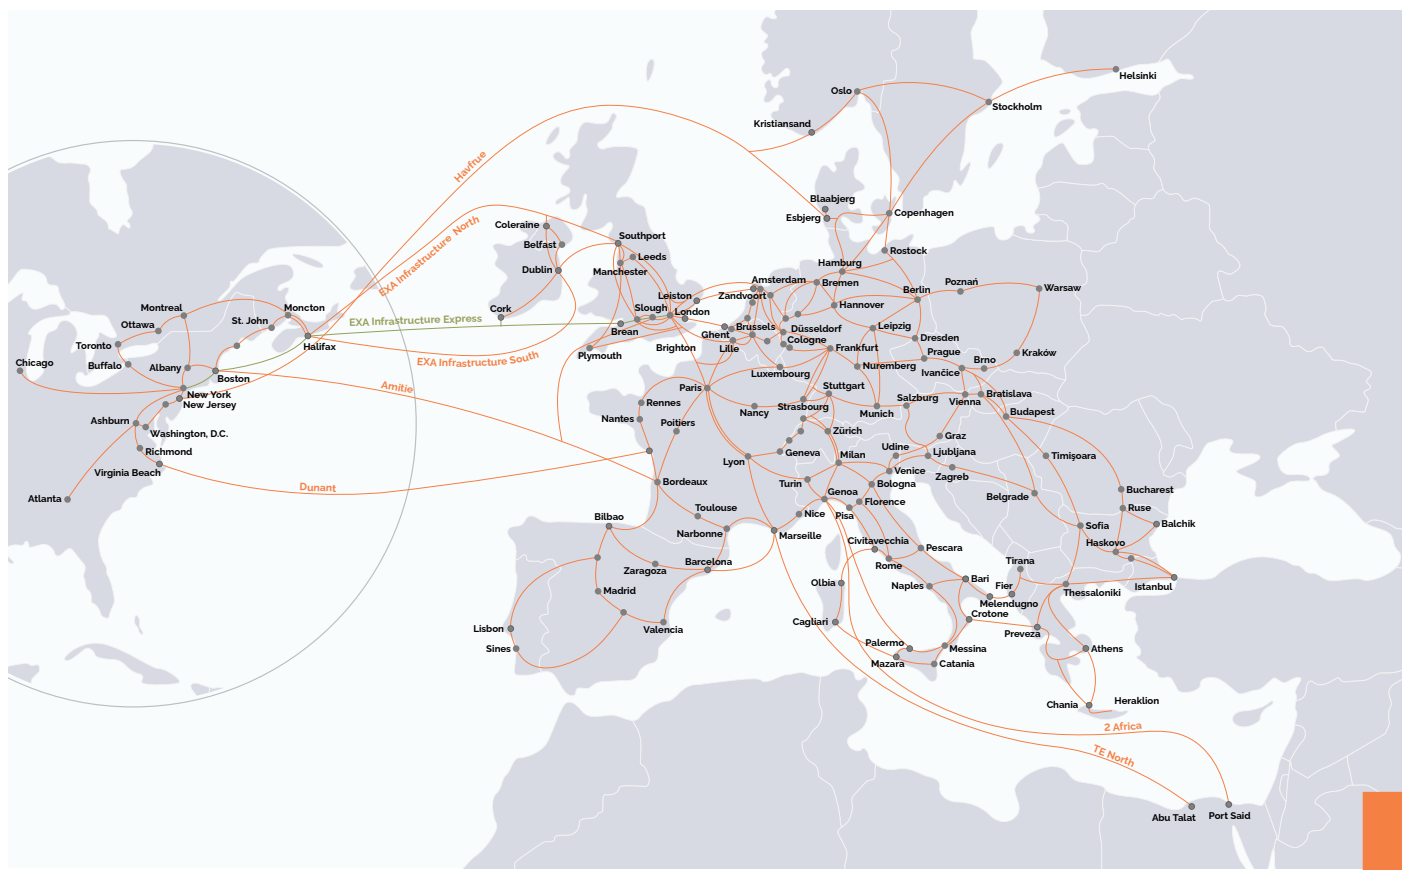 Helsinki
Oslo
Stockholm
Kristiansand
Havfrue
Blaabjerg
Esbjerg
Copenhagen
EXA Infrastructure North
Coleraine
Belfast
Southport
Leeds
Manchester
Dublin
Rostock
Hamburg
Amsterdam
Bremen
Berlin
Poznań
Warsaw
Zandvoort
Leiston
Slough
London
Hannover
Cork
Montreal
Moncton
St. John
Ottawa
Toronto
Halifax
EXA Infrastructure Express
Brean
Ghent
Brussels
Düsseldorf
Leipzig
Dresden
Cologne
Lille
Brighton
Plymouth
Frankfurt
Prague
Kraków
Chicago
Buffalo
Albany
Boston
EXA Infrastructure South
Luxembourg
Nuremberg
Ivančice
Brno
Amitie
Paris
Stuttgart
New York
New Jersey
Rennes
Nancy
Strasbourg
Munich
Salzburg
Vienna
Bratislava
Budapest
Ashburn
Washington, D.C.
Nantes
Poitiers
Zürich
Graz
Richmond
Virginia Beach
Lyon
Geneva
Milan
Udine
Ljubljana
Timişoara
Venice
Zagreb
Dunant
Bordeaux
Turin
Bologna
Genoa
Florence
Belgrade
Bucharest
Atlanta
Ruse
Bilbao
Toulouse
Nice
Pisa
Narbonne
Marseille
Sofia
Balchik
Civitavecchia
Pescara
Haskovo
Zaragoza
Barcelona
Rome
Tirana
Madrid
Olbia
Naples
Bari
Fier
Istanbul
Thessaloniki
Melendugno
Crotone
Lisbon
Valencia
Cagliari
Preveza
Sines
Palermo
Messina
Mazara
Catania
Athens
Chania
Heraklion
2 Africa
TE North
Abu Talat
Port Said